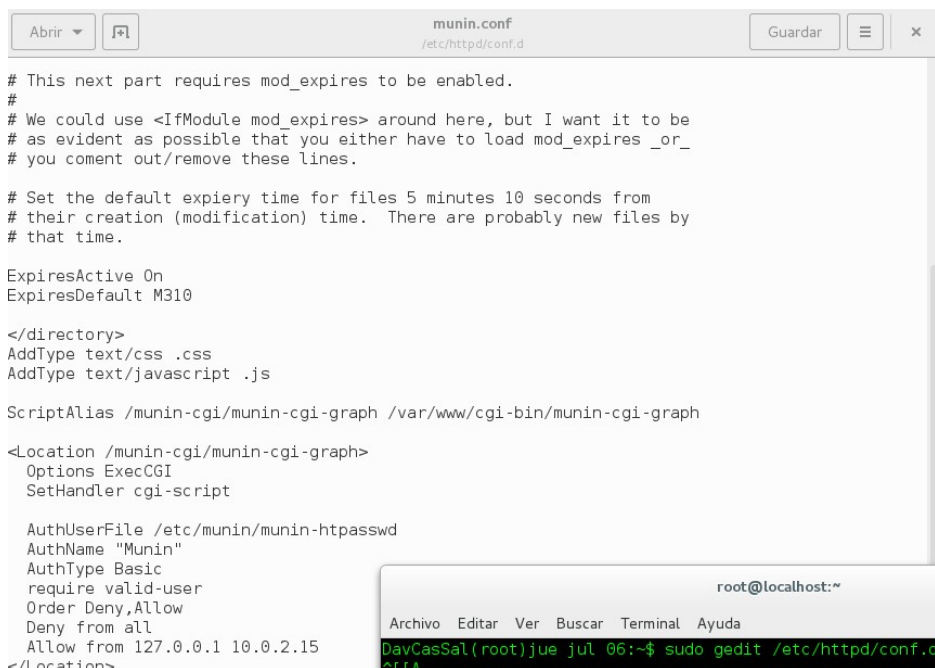 Abrir
munin.conf
/etc/httpd/conf.d
Guardar
# This next part requires mod_expires to be enabled.
#
# We could use <IfModule mod_expires> around here, but I want it to be
# as evident as possible that you either have to load mod_expires _or_
# you coment out/remove these lines.
# Set the default expiery time for files 5 minutes 10 seconds from
# their creation (modification) time.  There are probably new files by
# that time.
ExpiresActive On
ExpiresDefault M310
</directory>
AddType text/css .css
AddType text/javascript .js
ScriptAlias /munin-cgi/munin-cgi-graph /var/www/cgi-bin/munin-cgi-graph
<Location /munin-cgi/munin-cgi-graph>
Options ExecCGI
SetHandler cgi-script
AuthUserFile /etc/munin/munin-htpasswd
AuthName "Munin"
AuthType Basic
require valid-user
Order Deny,Allow
Deny from all
Allow from 127.0.0.1 10.0.2.15
</Location>
root@localhost:~
Archivo Editar Ver Buscar Terminal Ayuda
DavCasSal(root)jue jul 06:~$ sudo gedit /etc/httpd/conf.d
^[[A